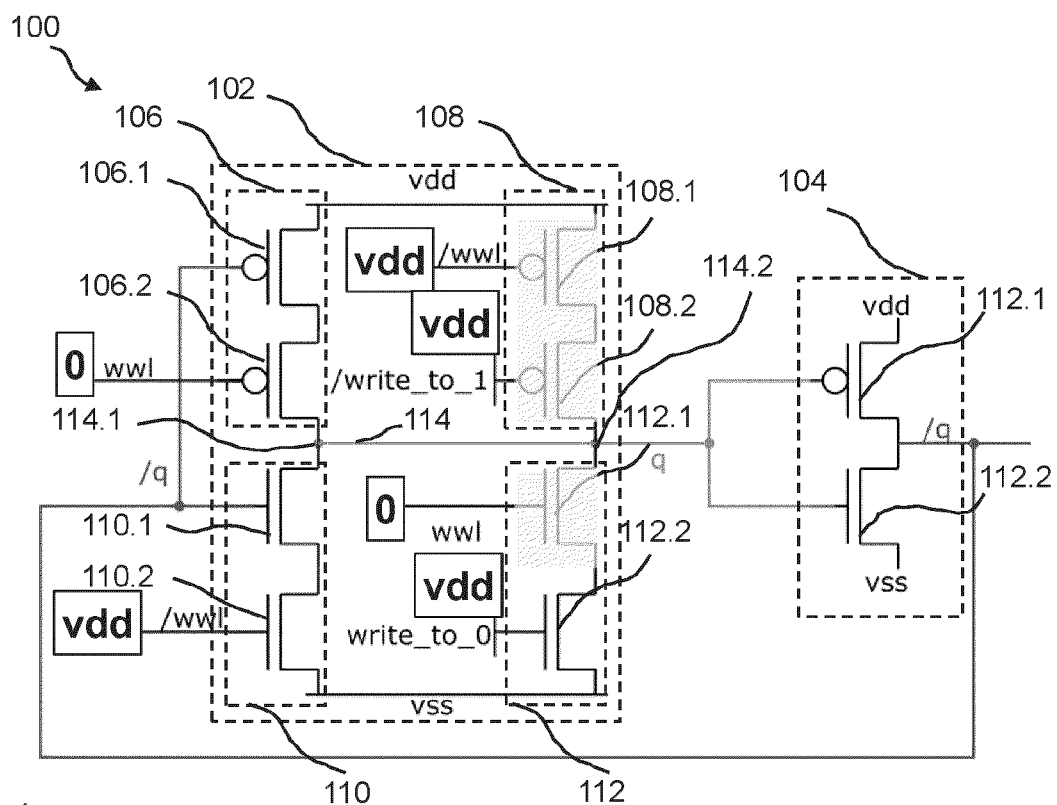 100
102
106
108
106.1
vdd
108.1
104
vdd
/wwl
114.2
106.2
vdd
108.2
vdd
112.1
0
wwl
/write_to_1
114.1
114
112.1
/q
q
/q
0
112.2
110.1
wwl
112.2
110.2
vdd
vss
vdd
/wwl
write_to_0
vss
110
112